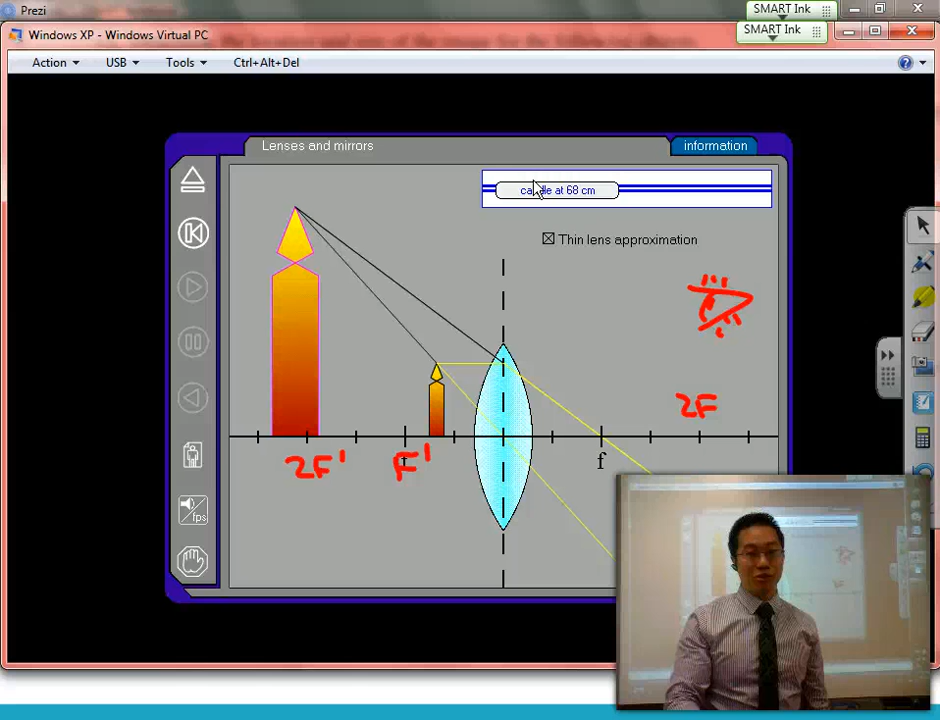 Prezi
SMART Ink
Windows XP - Windows Virtual PC
SMART Ink
Action USB Tools Ctrl+Alt+Del
Lenses and mirrors
information
candle at 68 cm
Thin lens approximation
2F
2F' F' f
fps